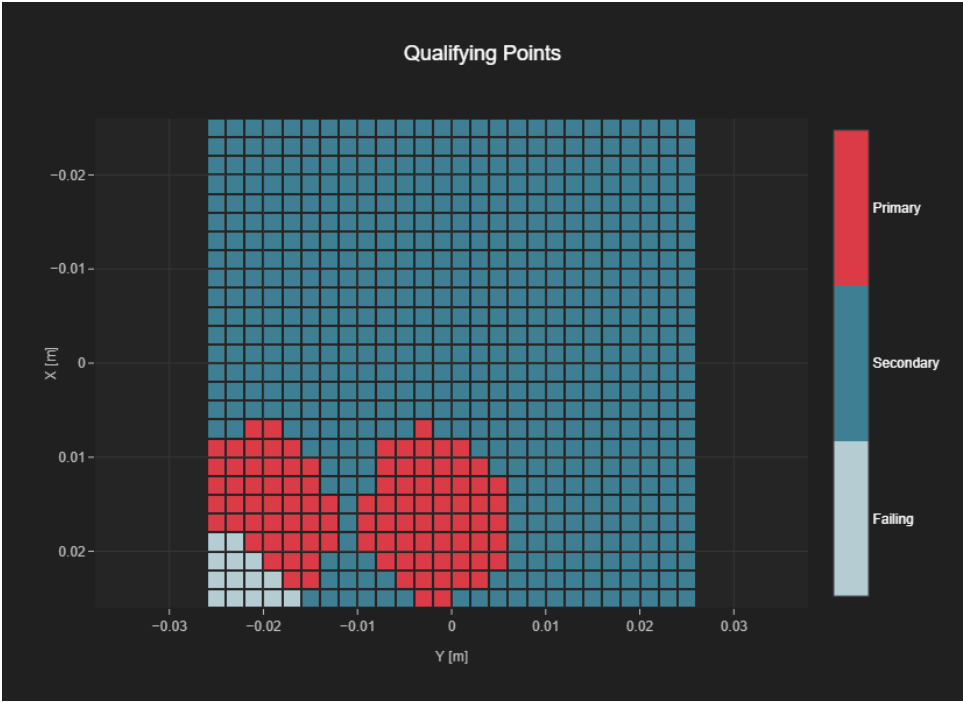 Qualifying Points
−0.02
−0.01
0
0.01
0.02
X [m]
−0.03
−0.02
−0.01
0
0.01
0.02
0.03
Y [m]
Primary
Secondary
Failing